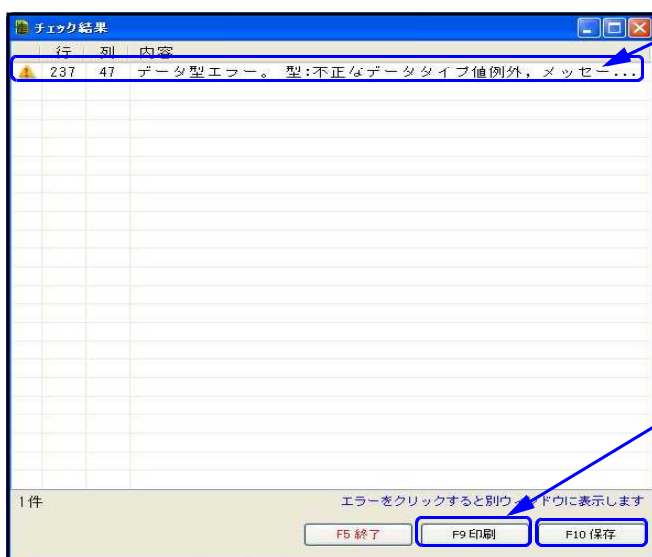 チェック結果
行 列 内容
237 47 データ型エラー。 型:不正なデータタイプ値例外, メッセー...
1件
エラーをクリックすると別ウィンドウに表示します
F5 終了 F9 印刷 F10 保存